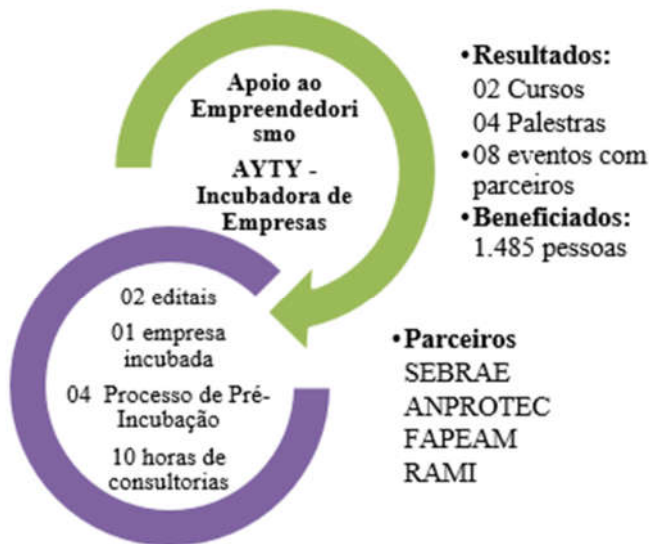 Apoio ao
Empreendedori
smo
AYTY -
Incubadora de
Empresas
•Resultados:
02 Cursos
04 Palestras
•08 eventos com
parceiros
•Beneficiados:
1.485 pessoas
02 editais
01 empresa
incubada
04 Processo de Pré-
Incubação
10 horas de
consultorias
•Parceiros
SEBRAE
ANPROTEC
FAPEAM
RAMI